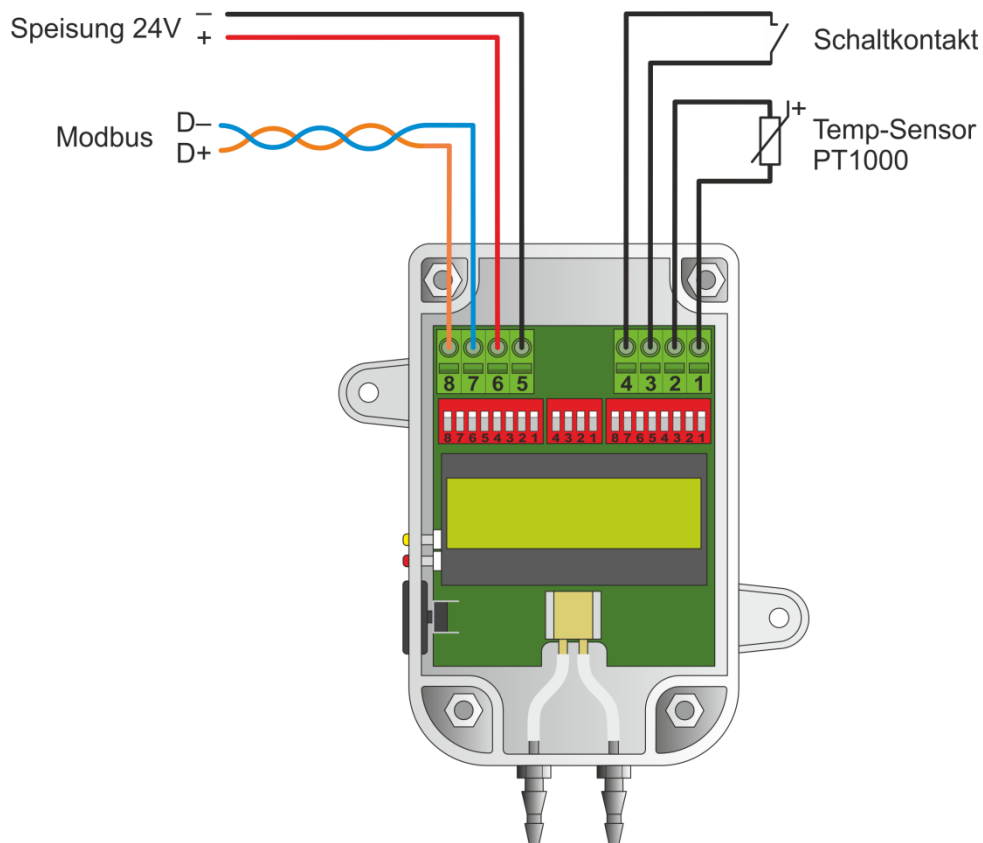 Speisung 24V – +
Schaltkontakt
Modbus D– D+
+
Temp-Sensor
PT1000
8 7 6 5 4 3 2 1
8 7 6 5 4 3 2 1 4 3 2 1 8 7 6 5 4 3 2 1